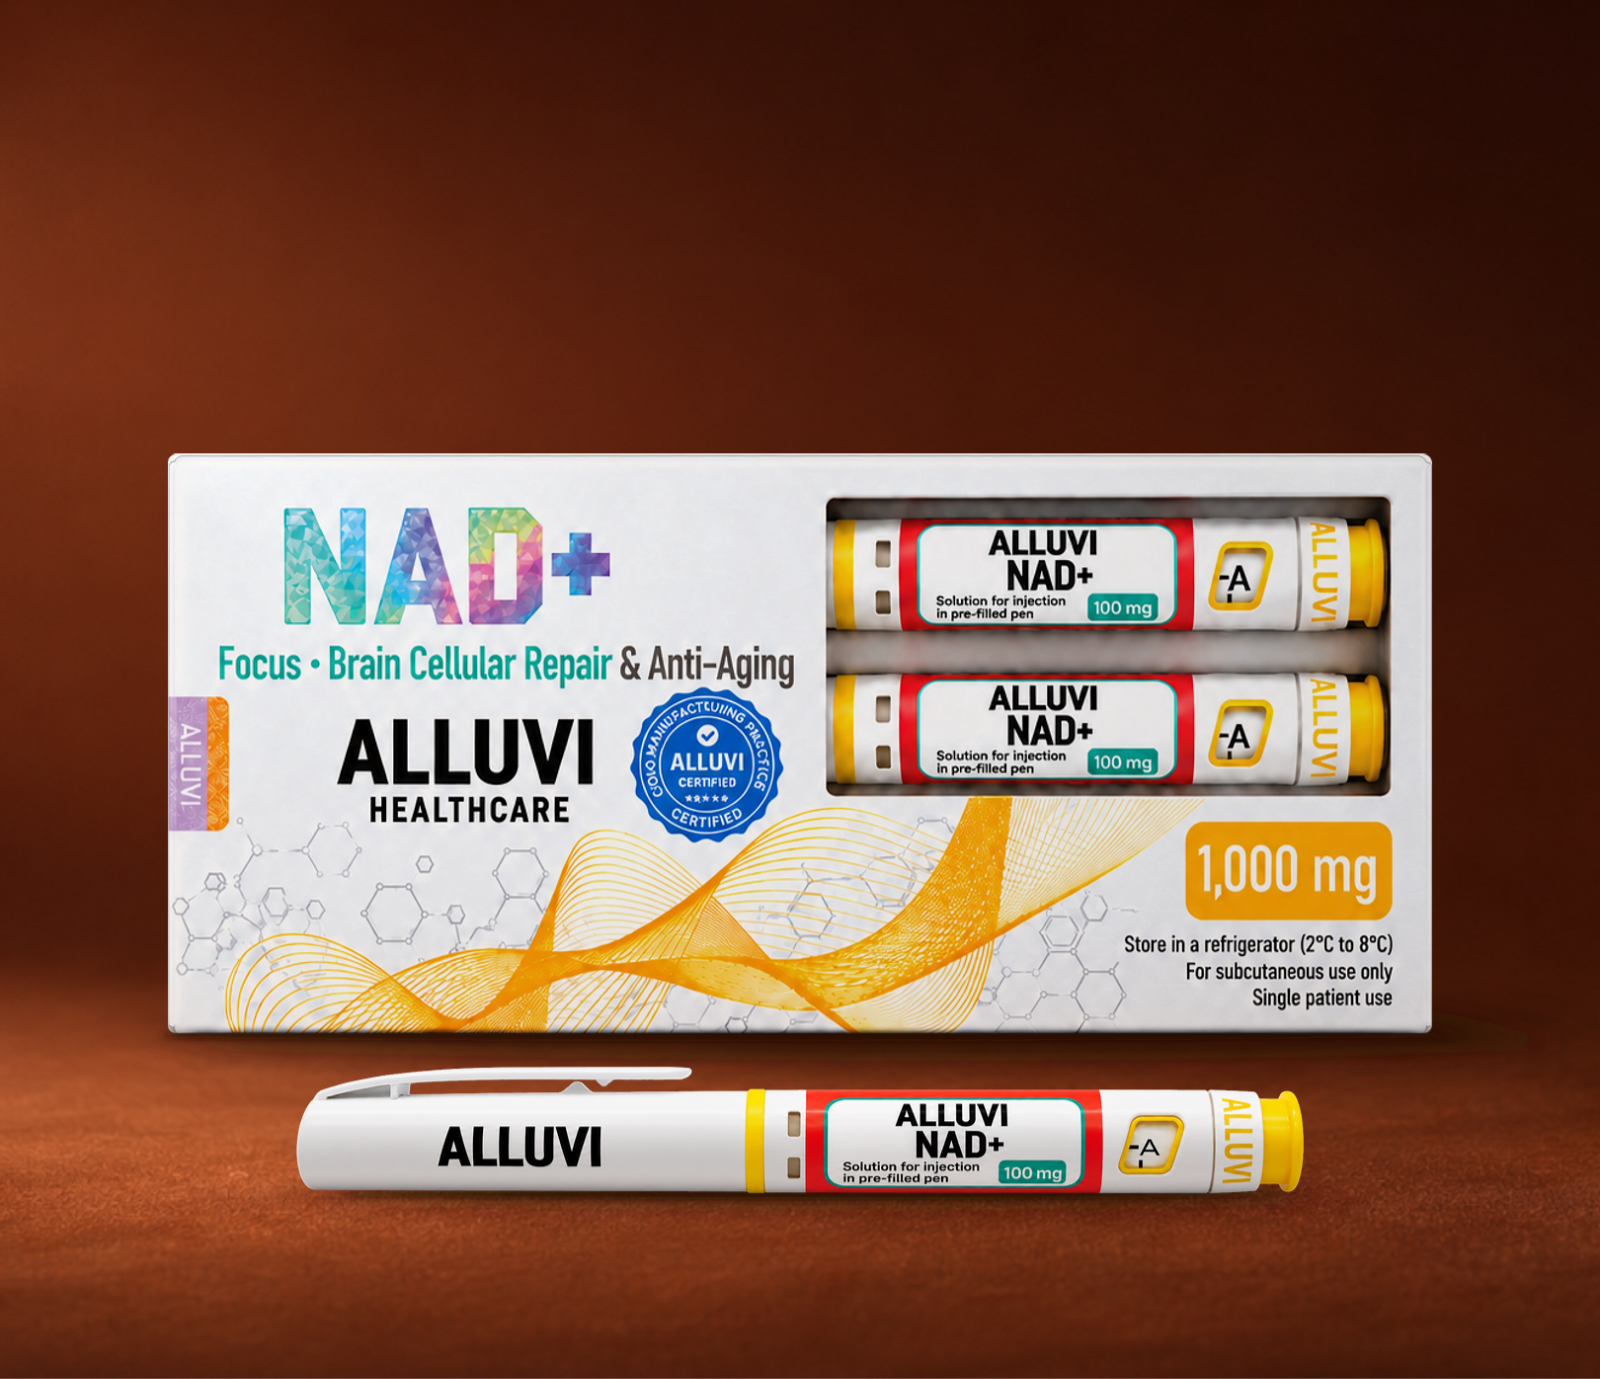 NAD+
Focus • Brain Cellular Repair & Anti-Aging
ALLUVI
HEALTHCARE
ALLUVI
CERTIFIED
CERTIFIED
ALLUVI
ALLUVI
NAD+
Solution for injection
in pre-filled pen
100 mg
-A
ALLUVI
ALLUVI
NAD+
Solution for injection
in pre-filled pen
100 mg
-A
ALLUVI
1,000 mg
Store in a refrigerator (2°C to 8°C)
For subcutaneous use only
Single patient use
ALLUVI
ALLUVI
NAD+
Solution for injection
in pre-filled pen
100 mg
-A
ALLUVI